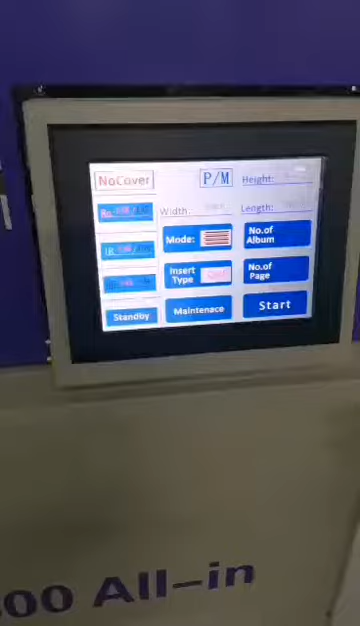 NoCover
P/M
Height:
Width:
Length:
Mode:
No.of
Album
Insert
Type
No.of
Page
Standby
Maintenace
Start
00 All-in